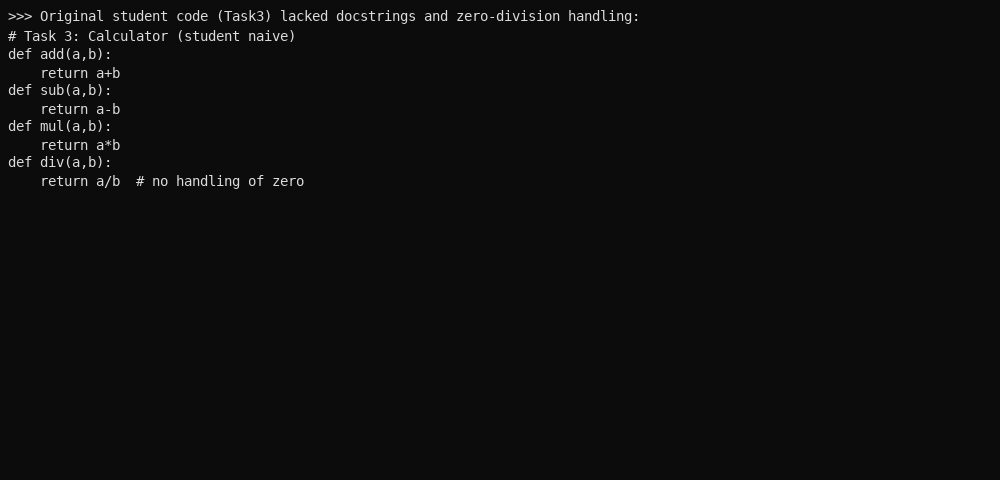 >>> Original student code (Task3) lacked docstrings and zero-division handling:
# Task 3: Calculator (student naive)
def add(a,b):
    return a+b
def sub(a,b):
    return a-b
def mul(a,b):
    return a*b
def div(a,b):
    return a/b  # no handling of zero